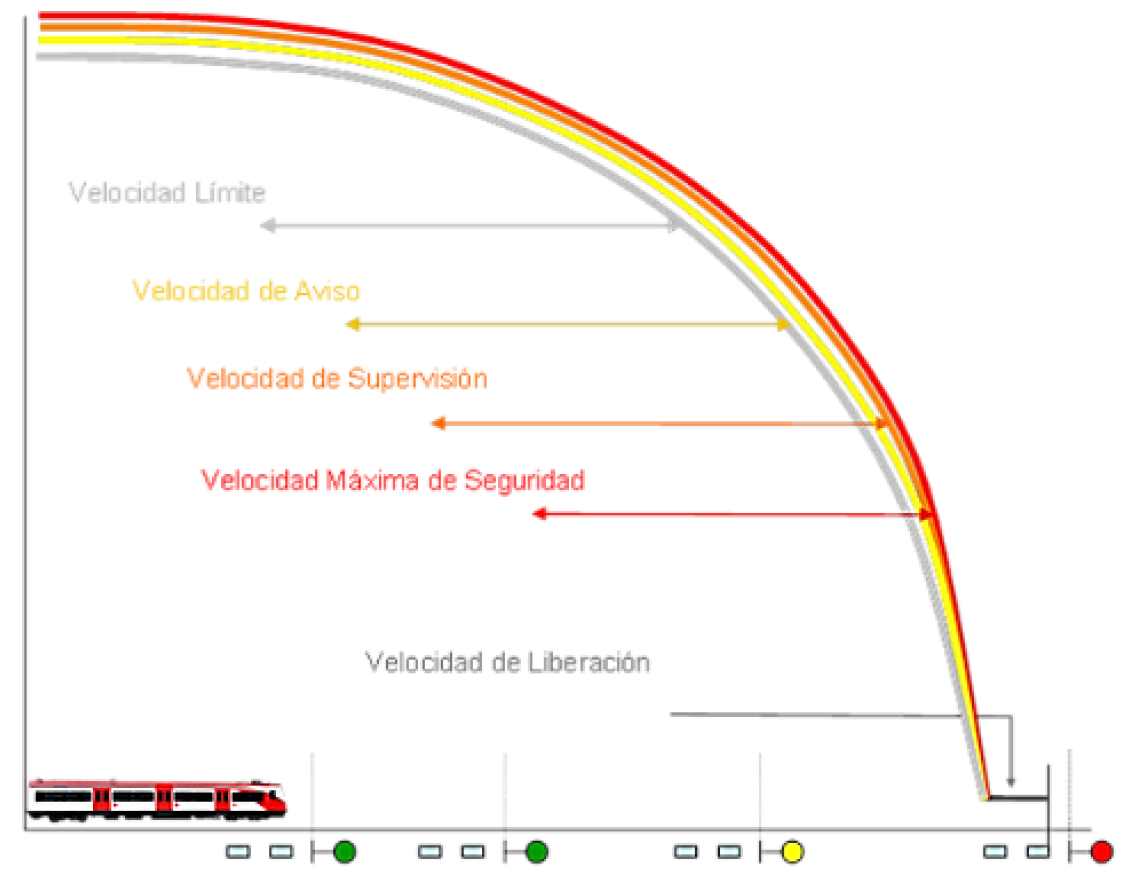 Velocidad Límite
Velocidad de Aviso
Velocidad de Supervisión
Velocidad Máxima de Seguridad
Velocidad de Liberación